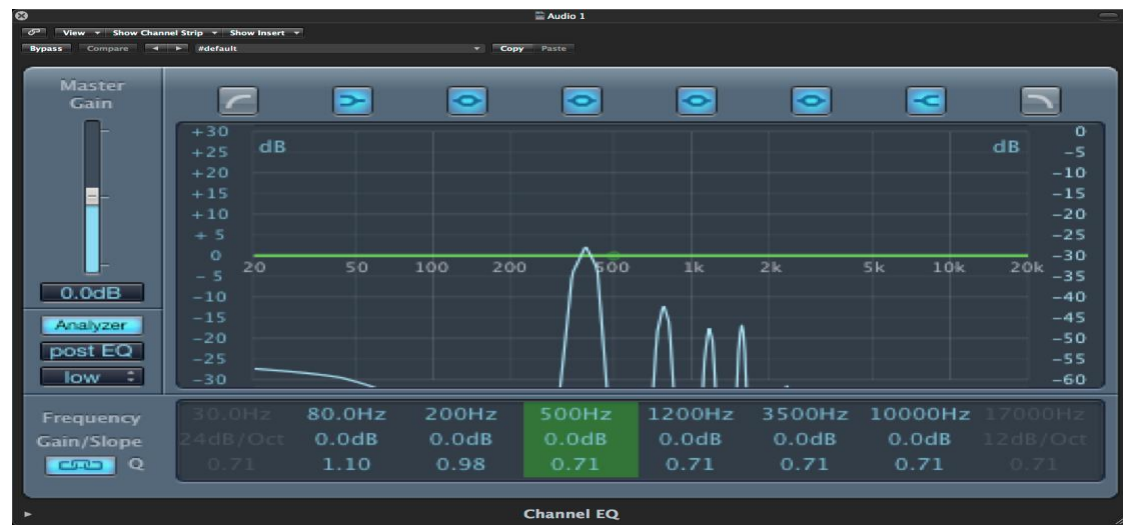 Audio 1
View Show Channel Strip Show Insert
Bypass Compare #default Copy Paste
Master
Gain
0.0dB
Analyzer
post EQ
low
+30 dB dB 0
+25 -5
+20 -10
+15 -15
+10 -20
+ 5 -25
0 -30
20 50 100 200 500 1k 2k 5k 10k 20k
- 5 -35
-10 -40
-15 -45
-20 -50
-25 -55
-30 -60
Frequency 30.0Hz 80.0Hz 200Hz 500Hz 1200Hz 3500Hz 10000Hz 17000Hz
Gain/Slope 24dB/Oct 0.0dB 0.0dB 0.0dB 0.0dB 0.0dB 0.0dB 12dB/Oct
Q 0.71 1.10 0.98 0.71 0.71 0.71 0.71 0.71
Channel EQ